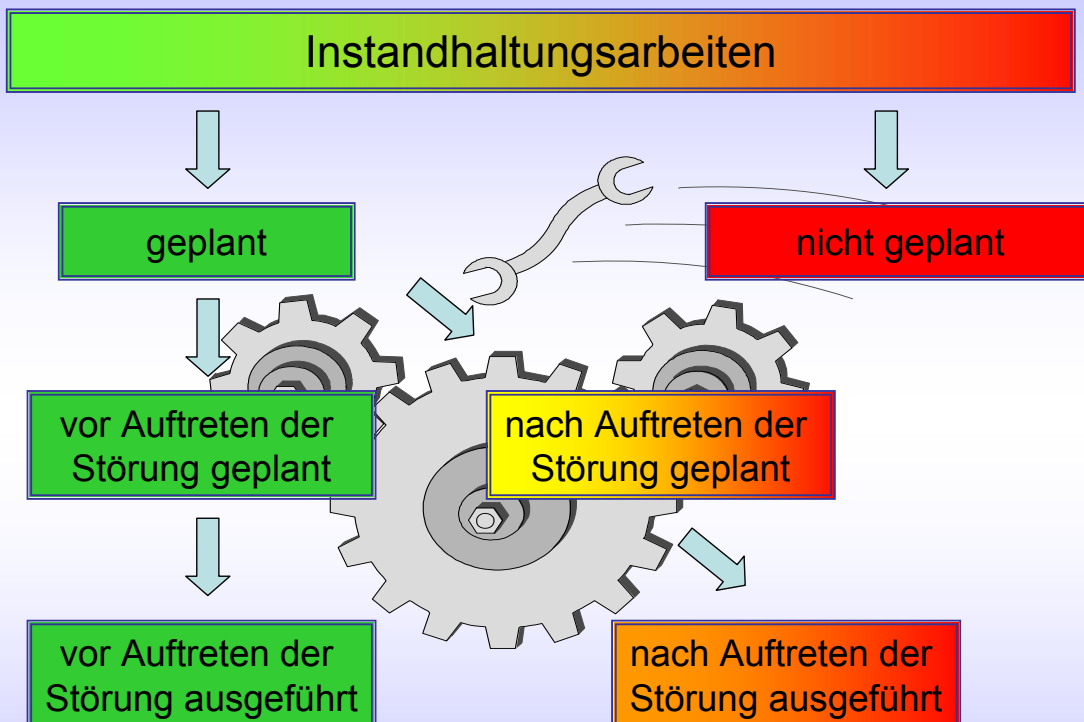 Instandhaltungsarbeiten
geplant
nicht geplant
vor Auftreten der
Störung geplant
nach Auftreten der
Störung geplant
vor Auftreten der
Störung ausgeführt
nach Auftreten der
Störung ausgeführt